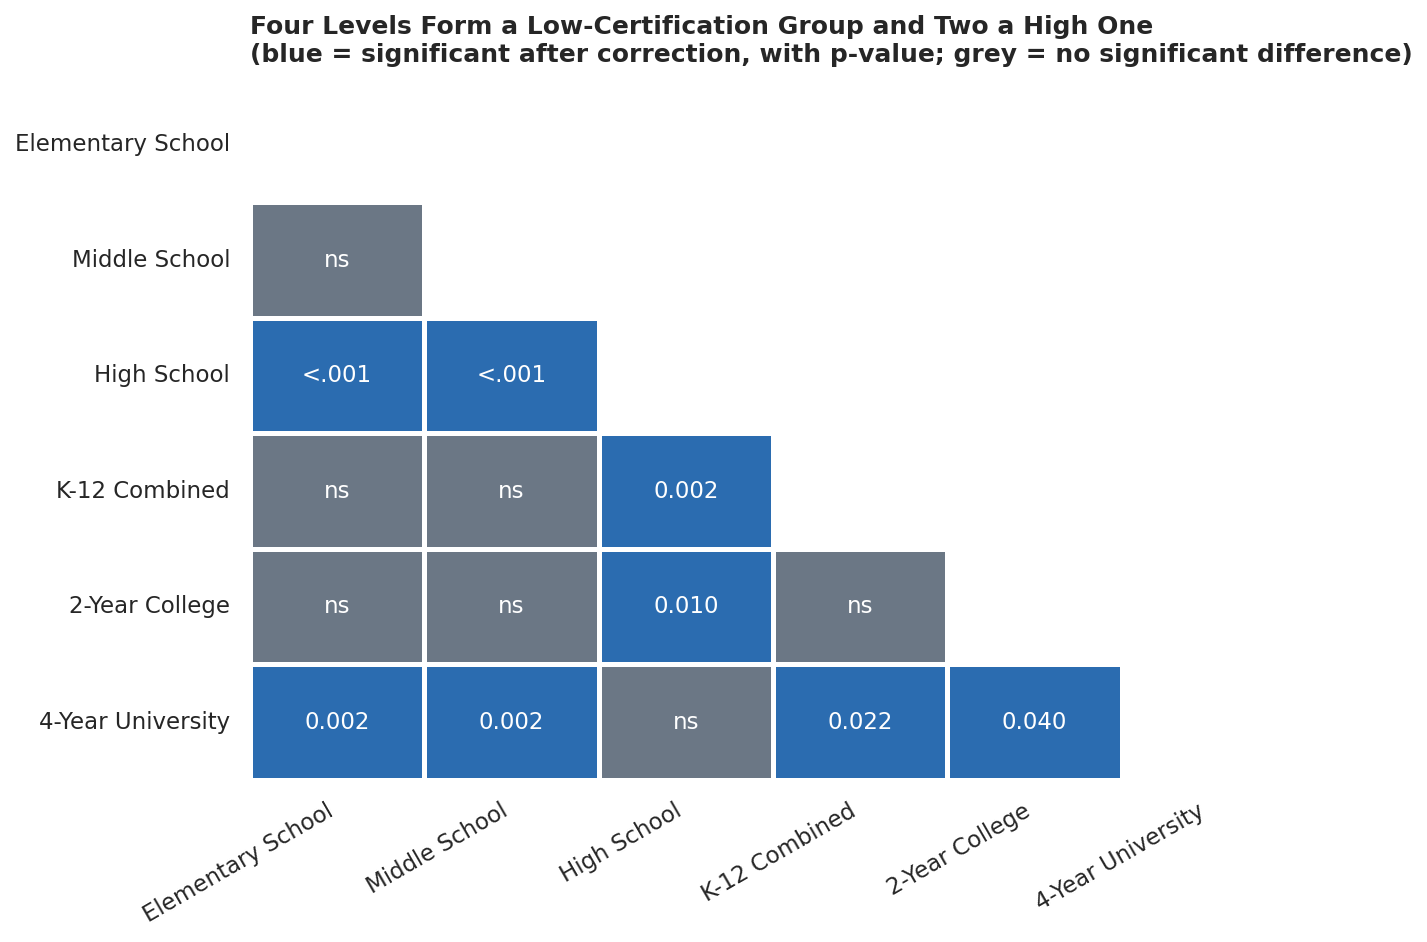 Four Levels Form a Low-Certification Group and Two a High One
(blue = significant after correction, with p-value; grey = no significant difference)
Elementary School
Middle School
ns
High School
<.001
<.001
K-12 Combined
ns
ns
0.002
2-Year College
ns
ns
0.010
ns
4-Year University
0.002
0.002
ns
0.022
0.040
Elementary School
Middle School
High School
K-12 Combined
2-Year College
4-Year University